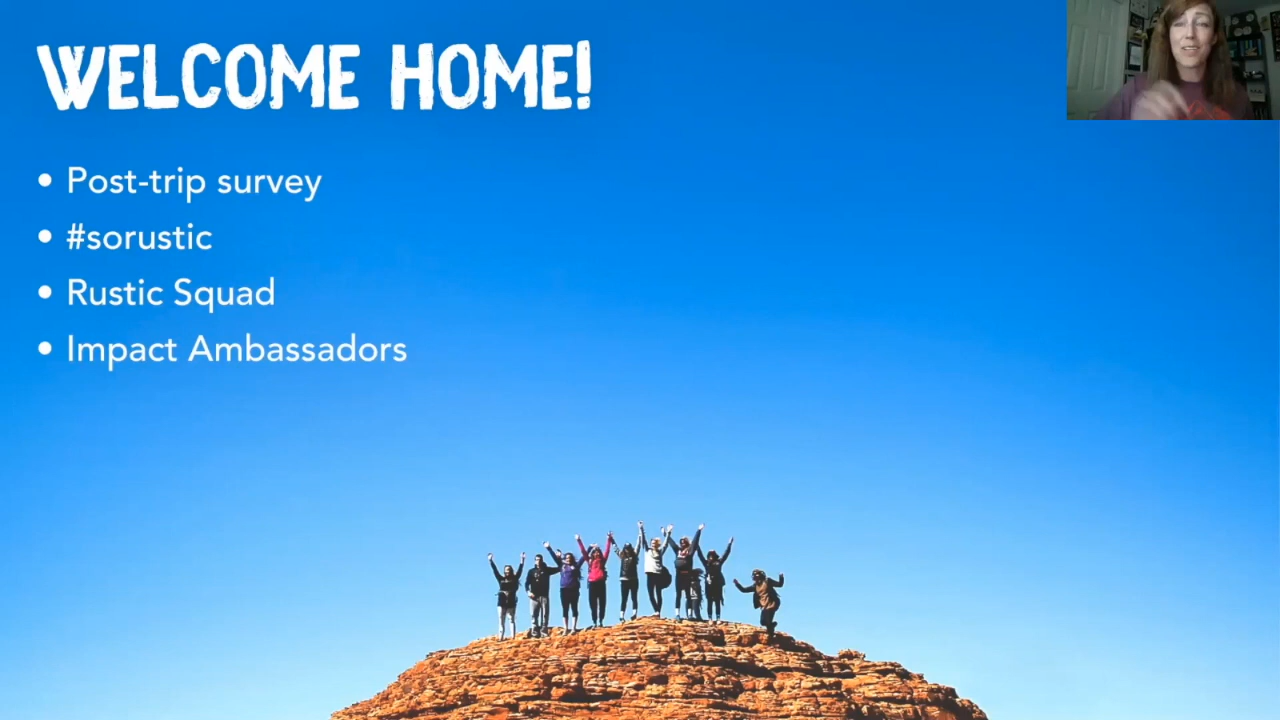 WELCOME HOME!
• Post-trip survey
• #sorustic
• Rustic Squad
• Impact Ambassadors